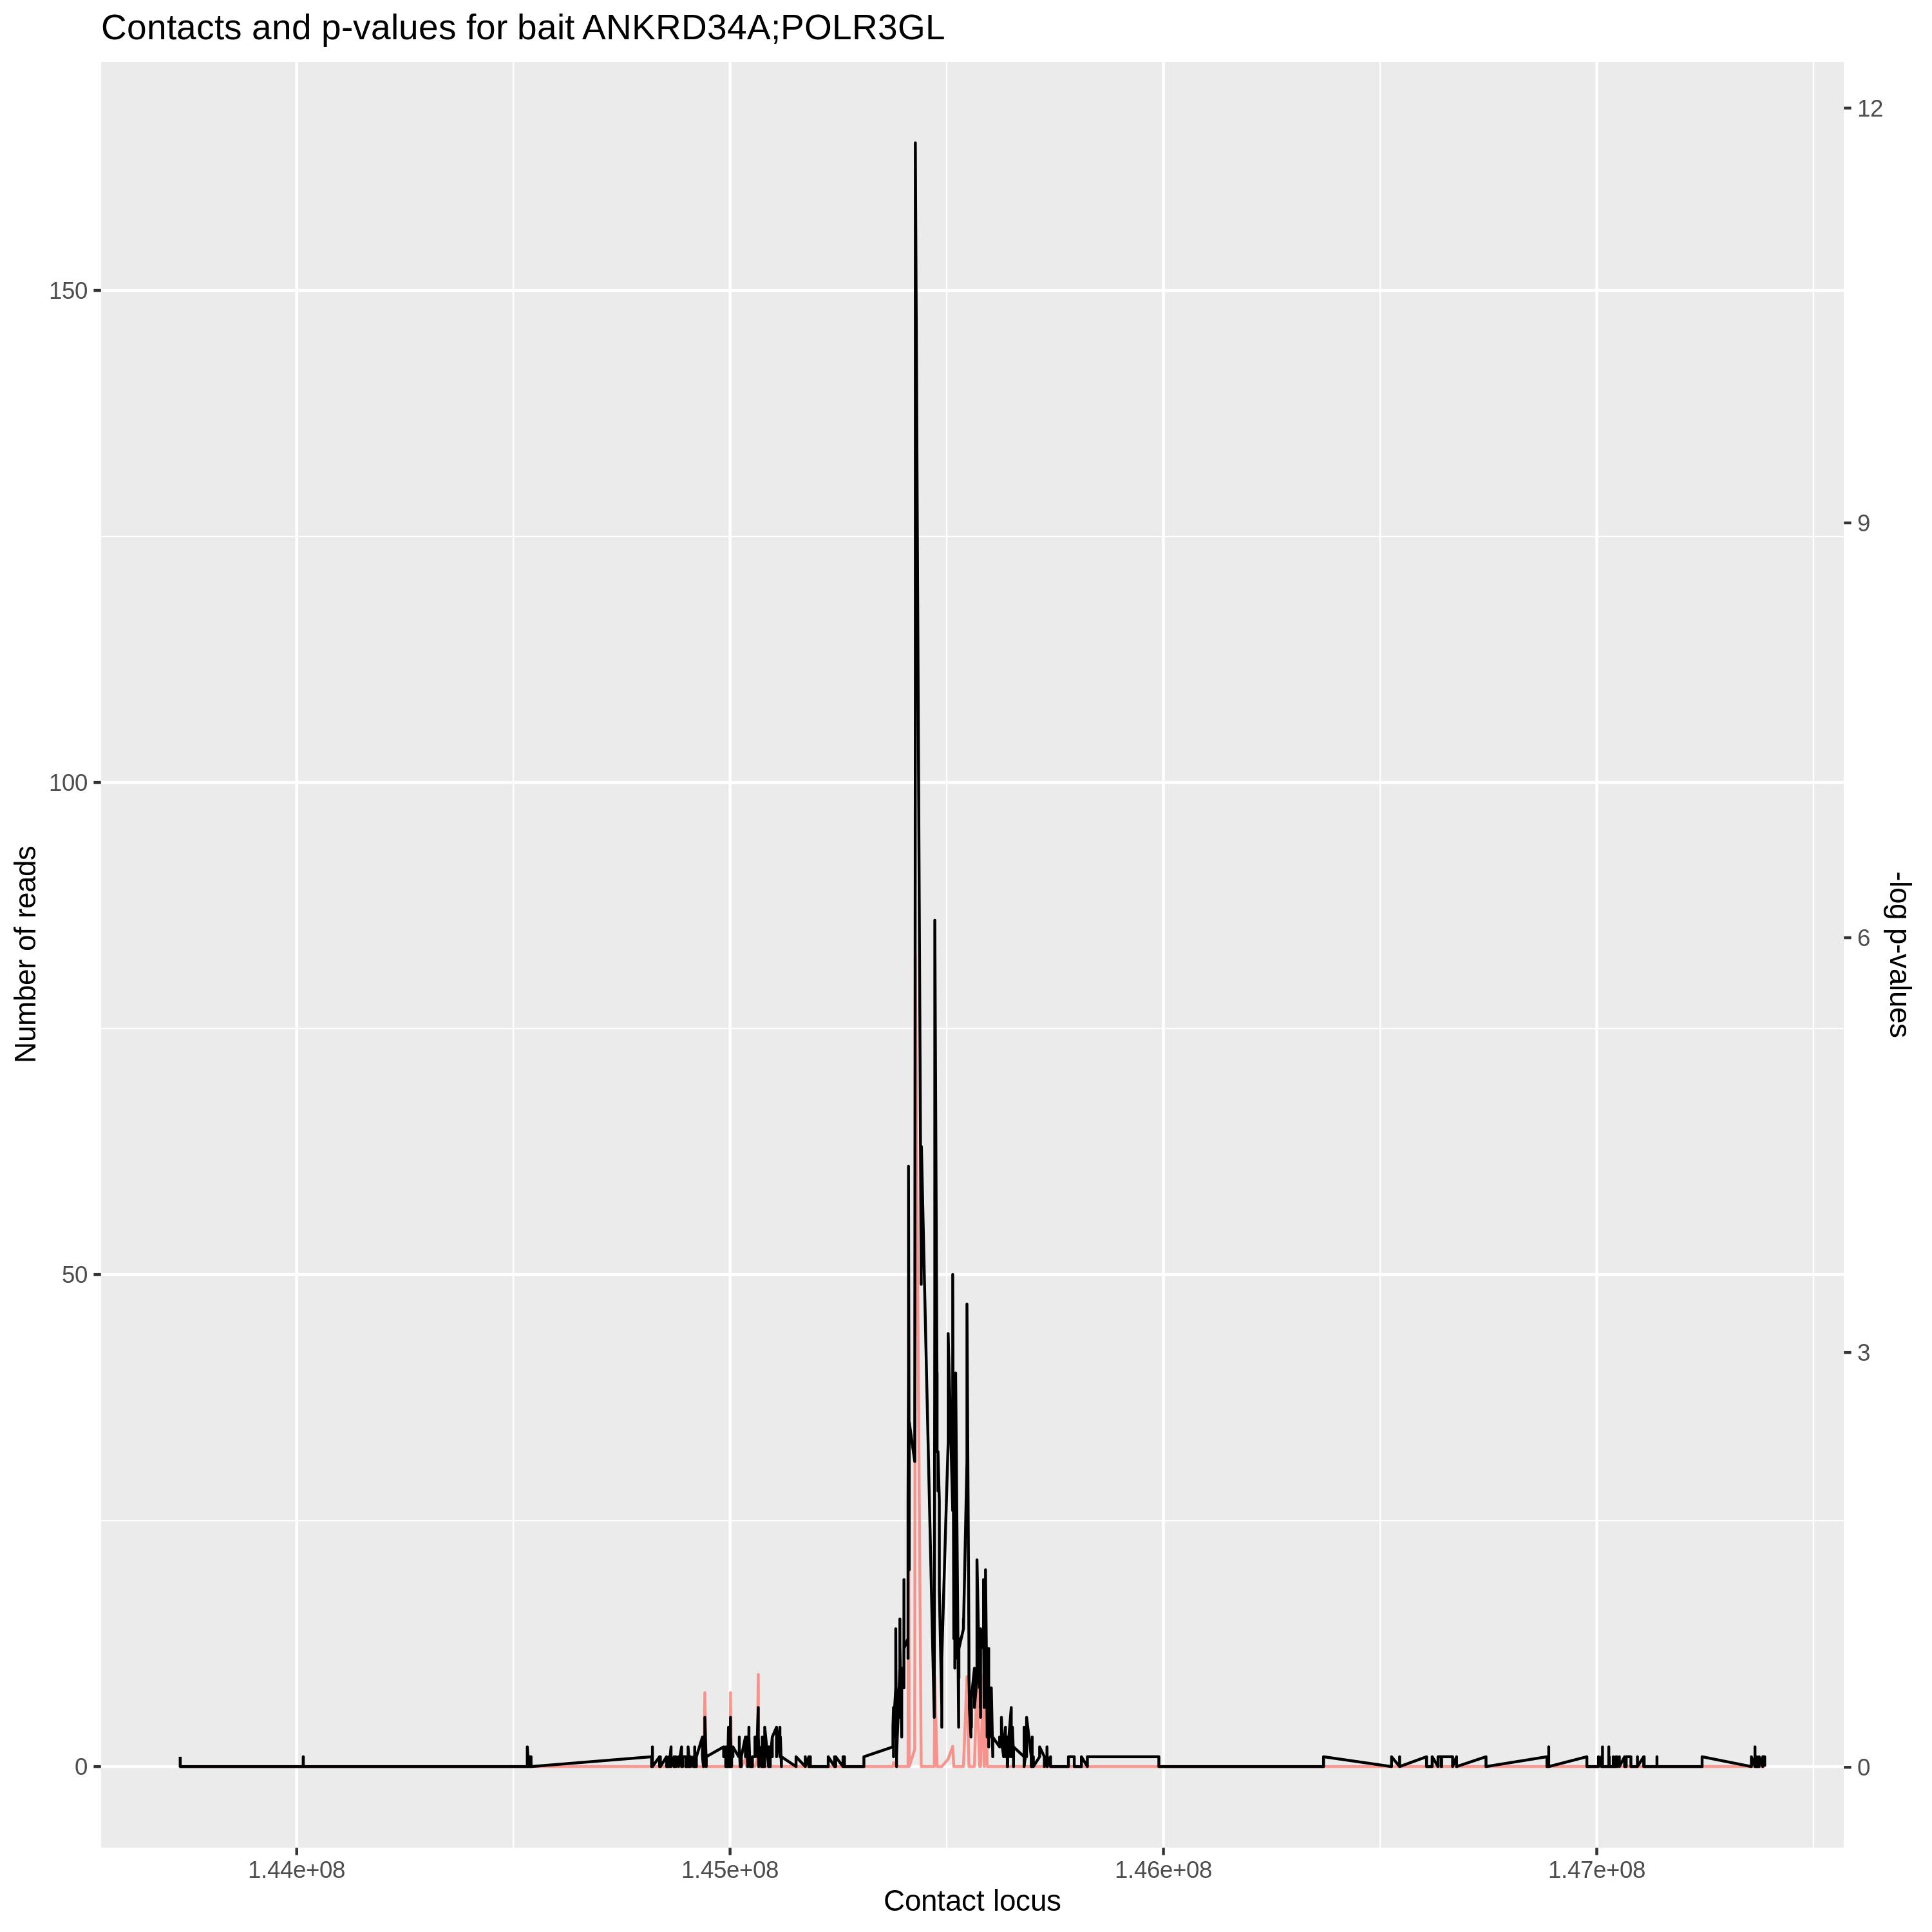 Contacts and p-values for bait ANKRD34A;POLR3GL
150
100
50
0
Number of reads
12
9
6
3
0
-log p-values
1.44e+08
1.45e+08
1.46e+08
1.47e+08
Contact locus